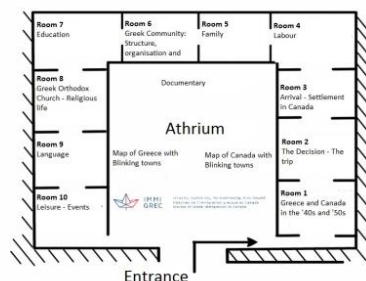 Room 7
Education
Room 6
Greek Community:
Structure,
organisation and
Room 5
Family
Room 4
Labour
Room 8
Greek Orthodox
Church - Religious
life
Documentary
Room 3
Arrival - Settlement
in Canada
Athrium
Room 9
Language
Map of Greece with
Blinking towns
Map of Canada with
Blinking towns
Room 2
The Decision - The
trip
Room 10
Leisure - Events
IMMI
GREC
Room 1
Greece and Canada
in the '40s and '50s
Entrance